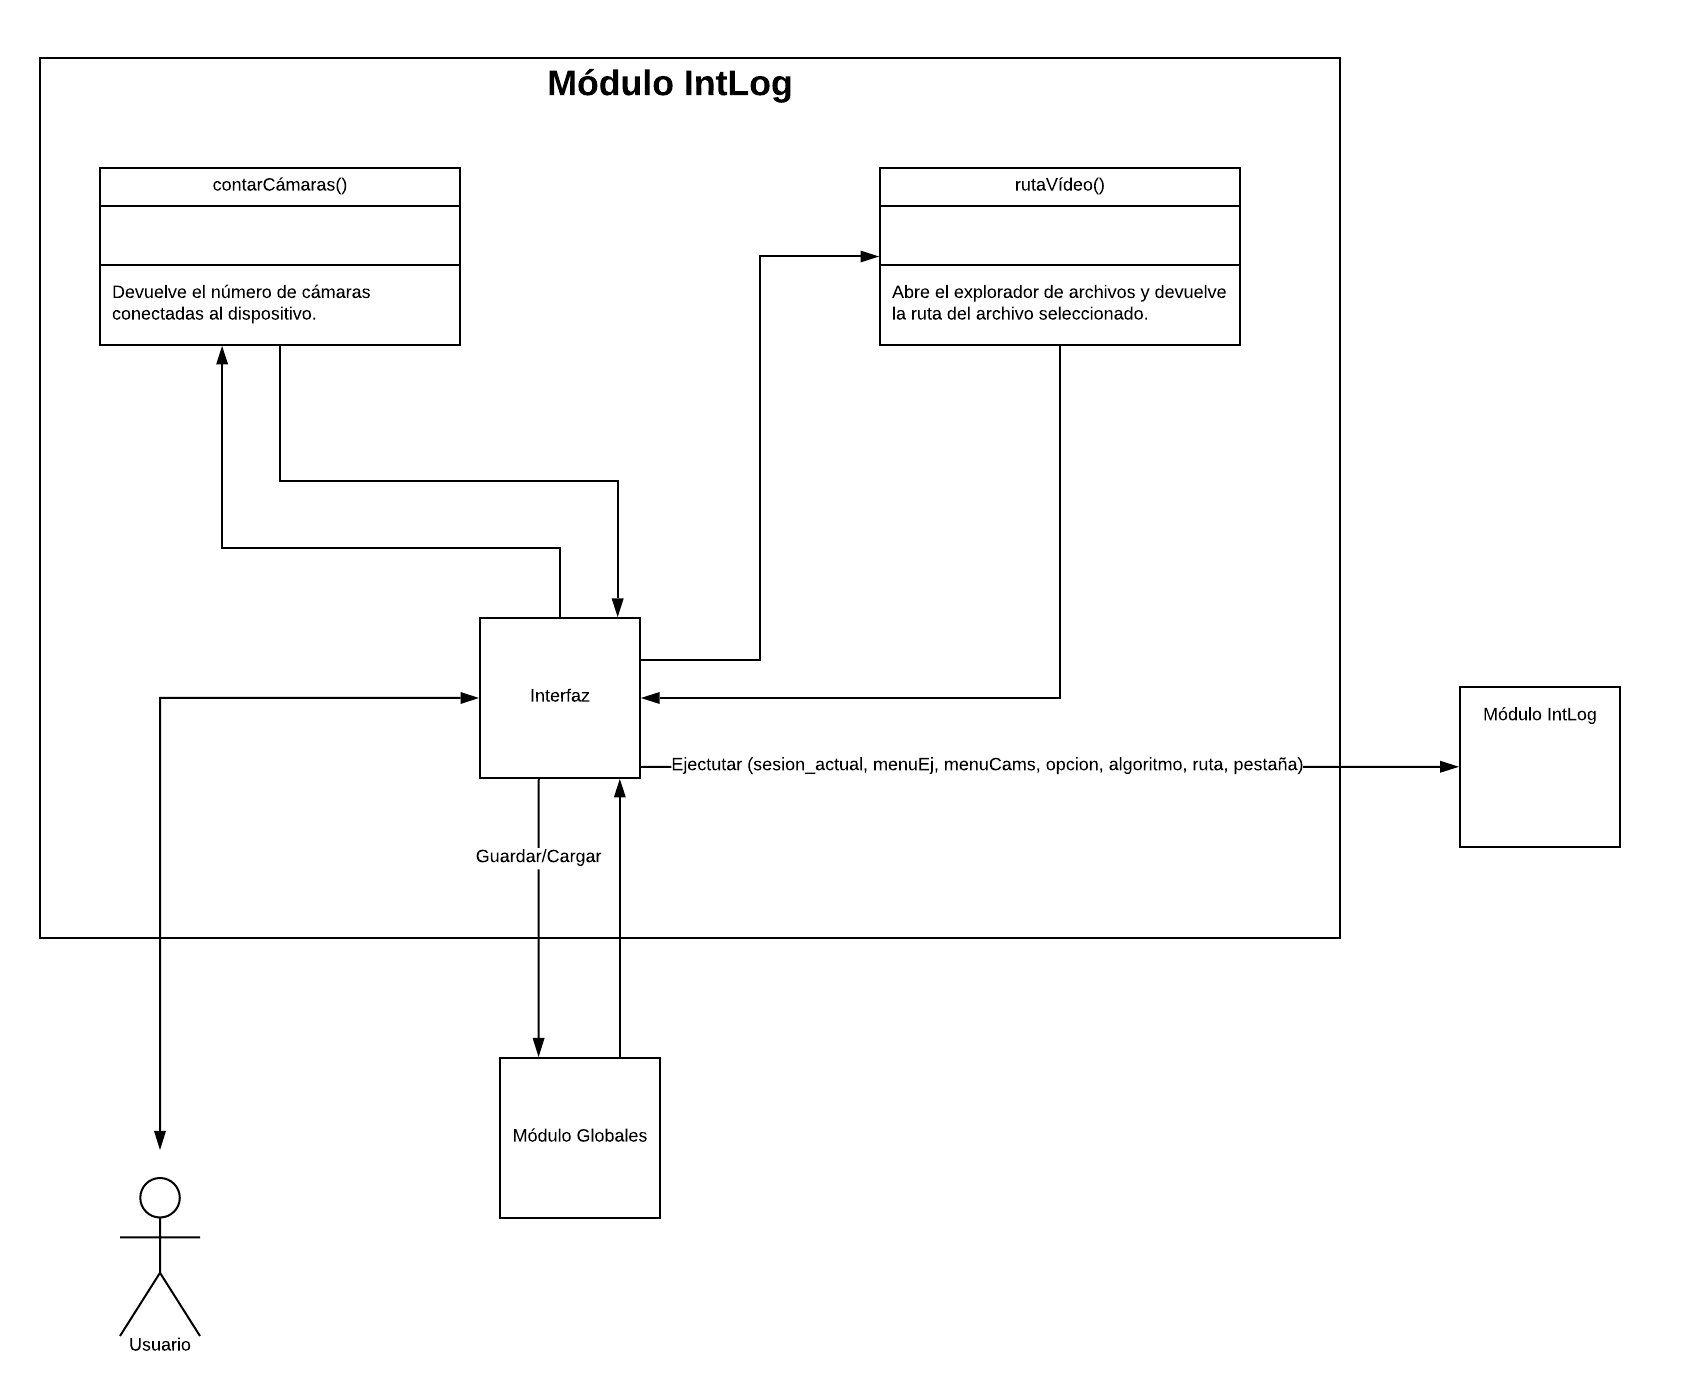 Módulo IntLog
contarCámaras()
Devuelve el número de cámaras
conectadas al dispositivo.
rutaVídeo()
Abre el explorador de archivos y devuelve
la ruta del archivo seleccionado.
Interfaz
Módulo IntLog
Ejectutar (sesion_actual, menuEj, menuCams, opcion, algoritmo, ruta, pestaña)
Guardar/Cargar
Módulo Globales
Usuario